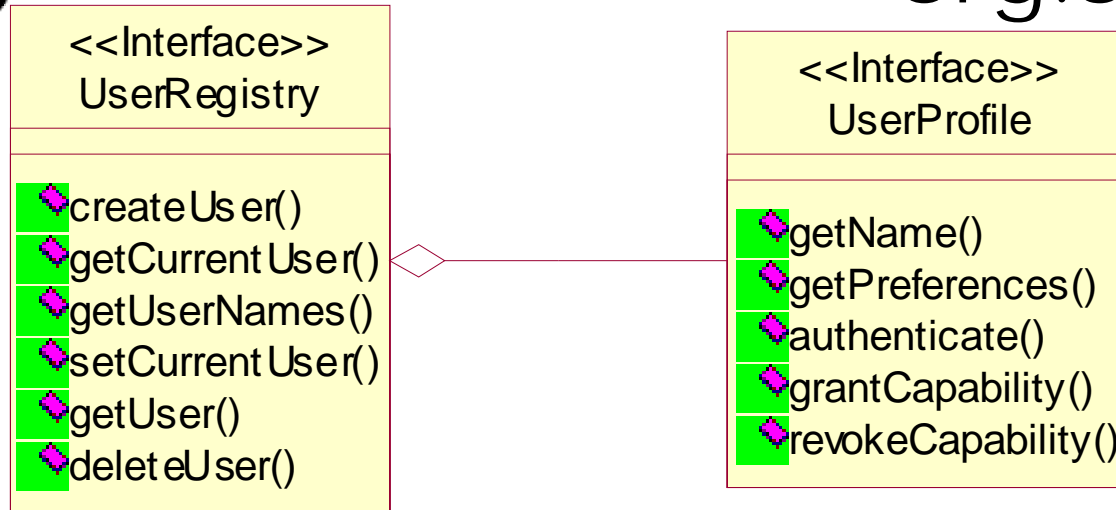 <<Interface>>
UserRegistry
createUser()
getCurrentUser()
getUserNames()
setCurrentUser()
getUser()
deleteUser()
<<Interface>>
UserProfile
getName()
getPreferences()
authenticate()
grantCapability()
revokeCapability()